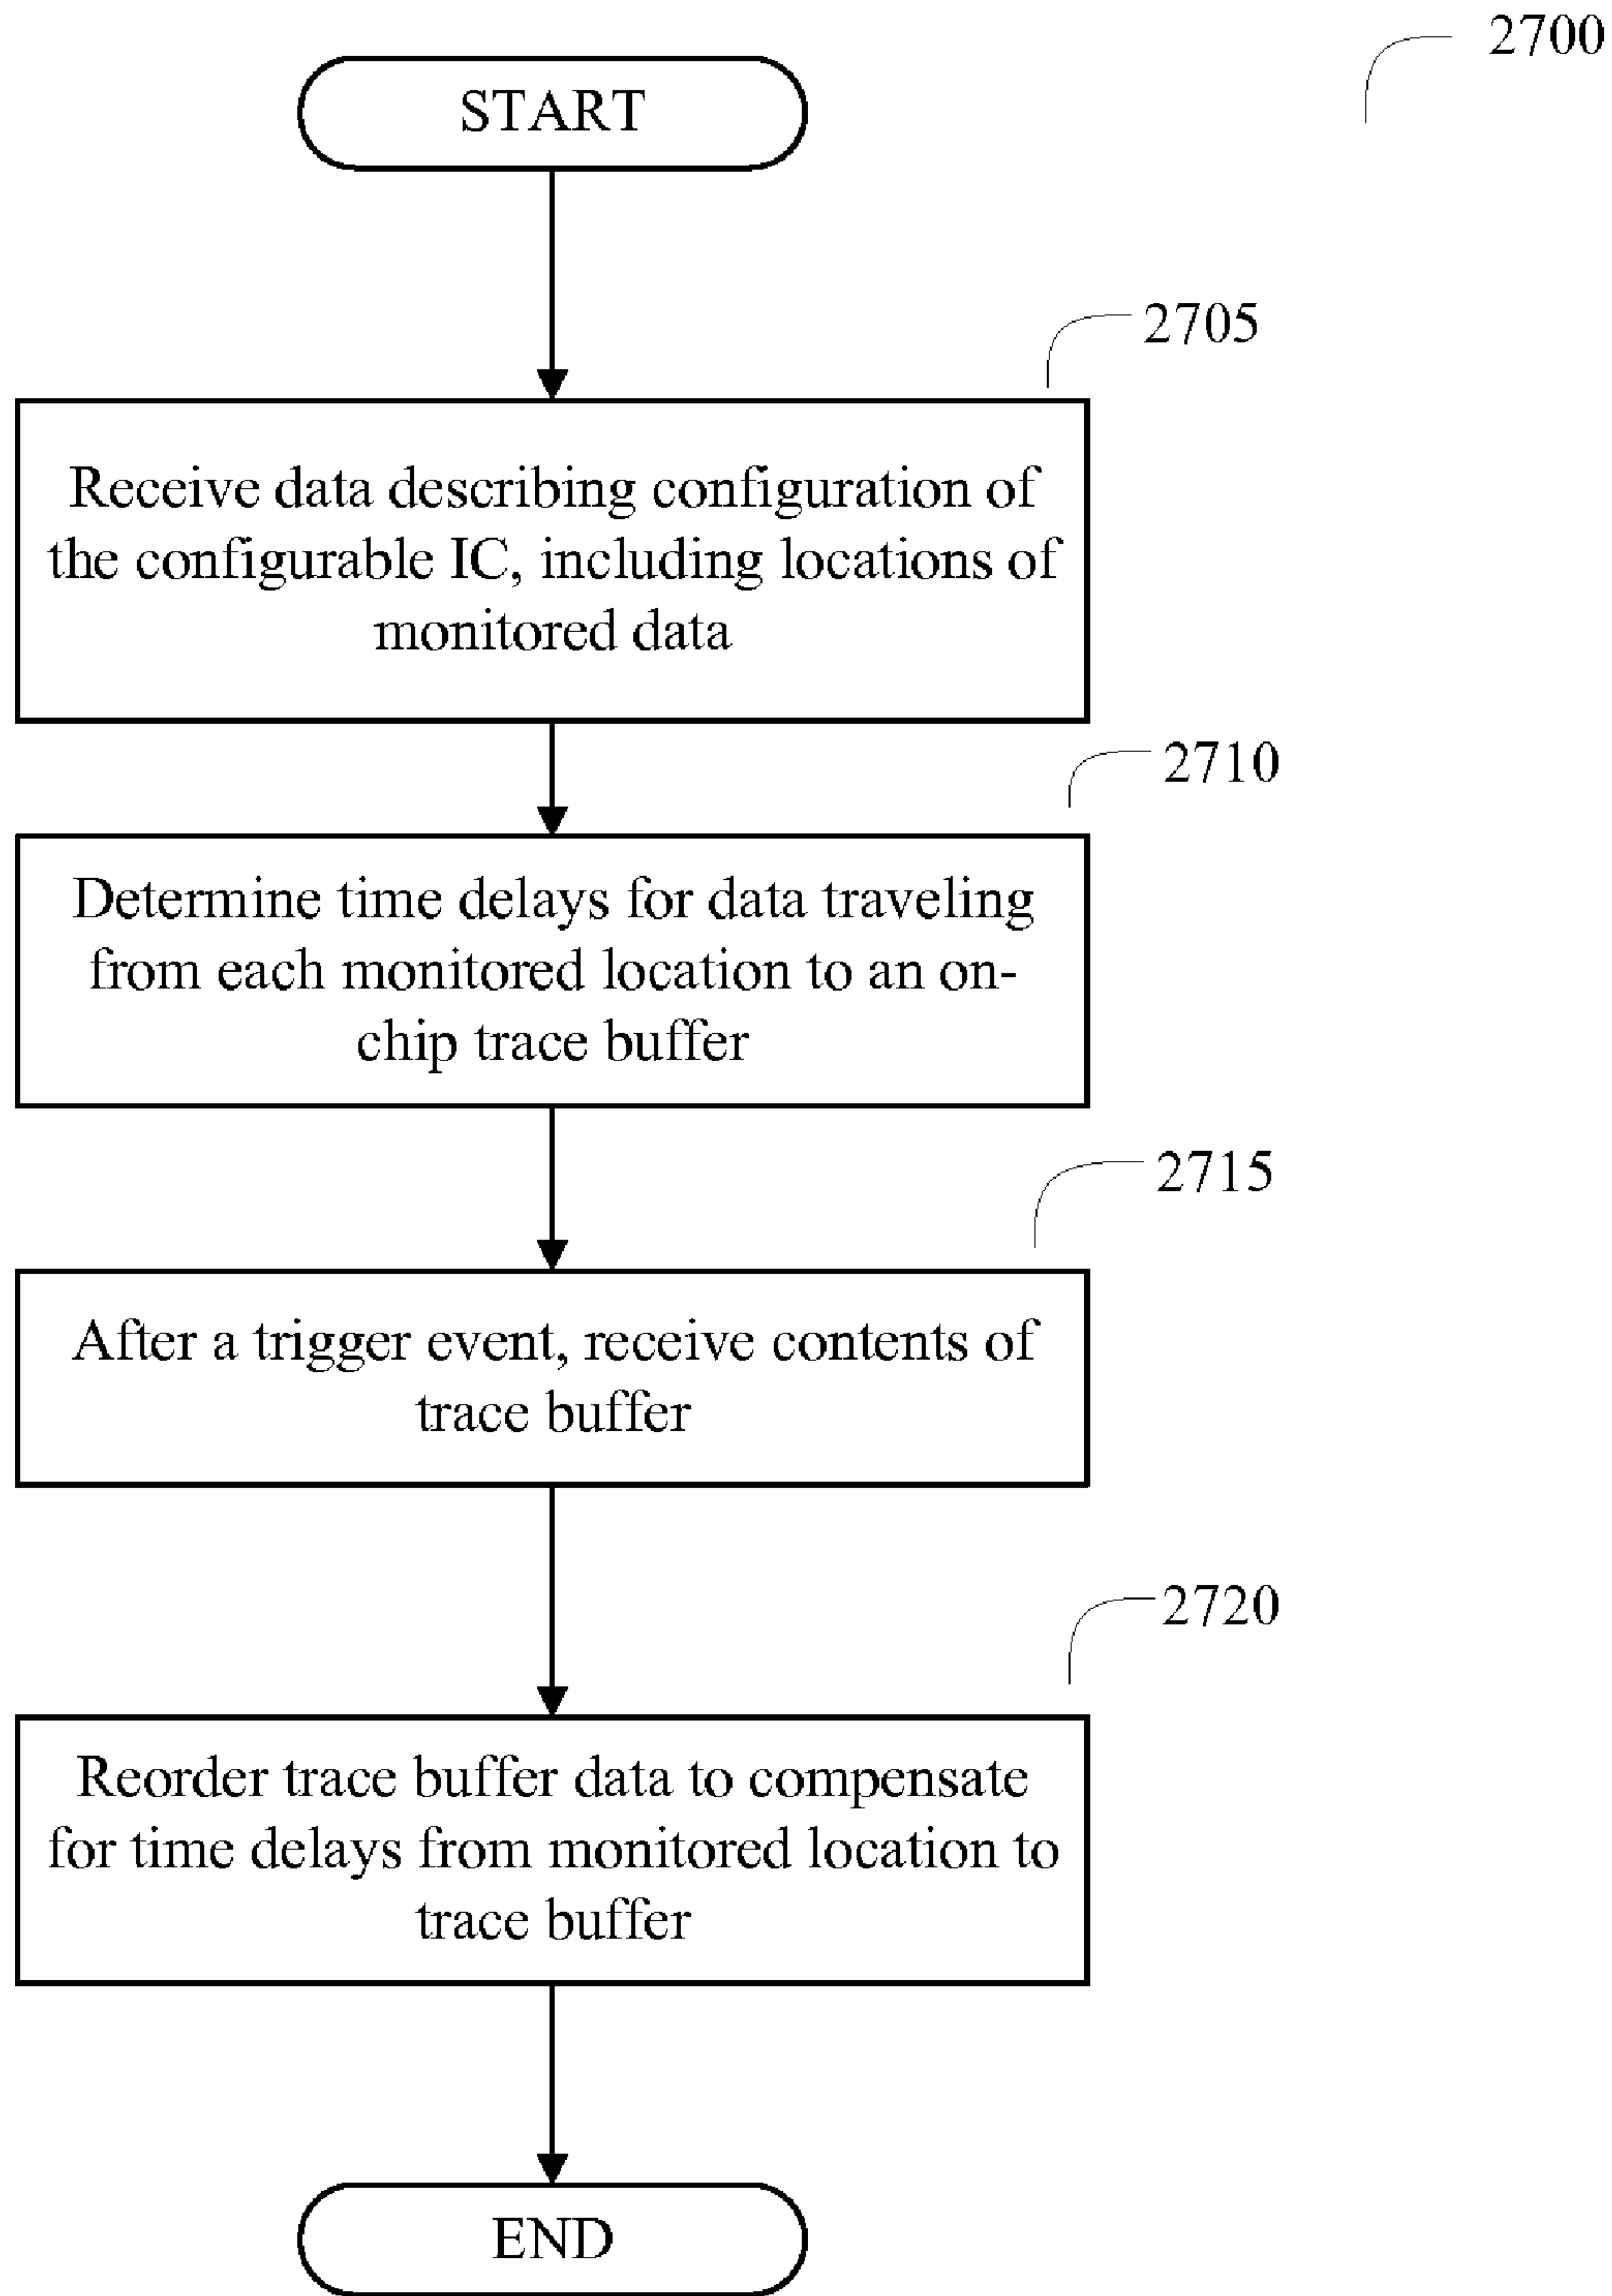 2700
START
2705
Receive data describing configuration of
the configurable IC, including locations of
monitored data
2710
Determine time delays for data traveling
from each monitored location to an on-
chip trace buffer
2715
After a trigger event, receive contents of
trace buffer
2720
Reorder trace buffer data to compensate
for time delays from monitored location to
trace buffer
END